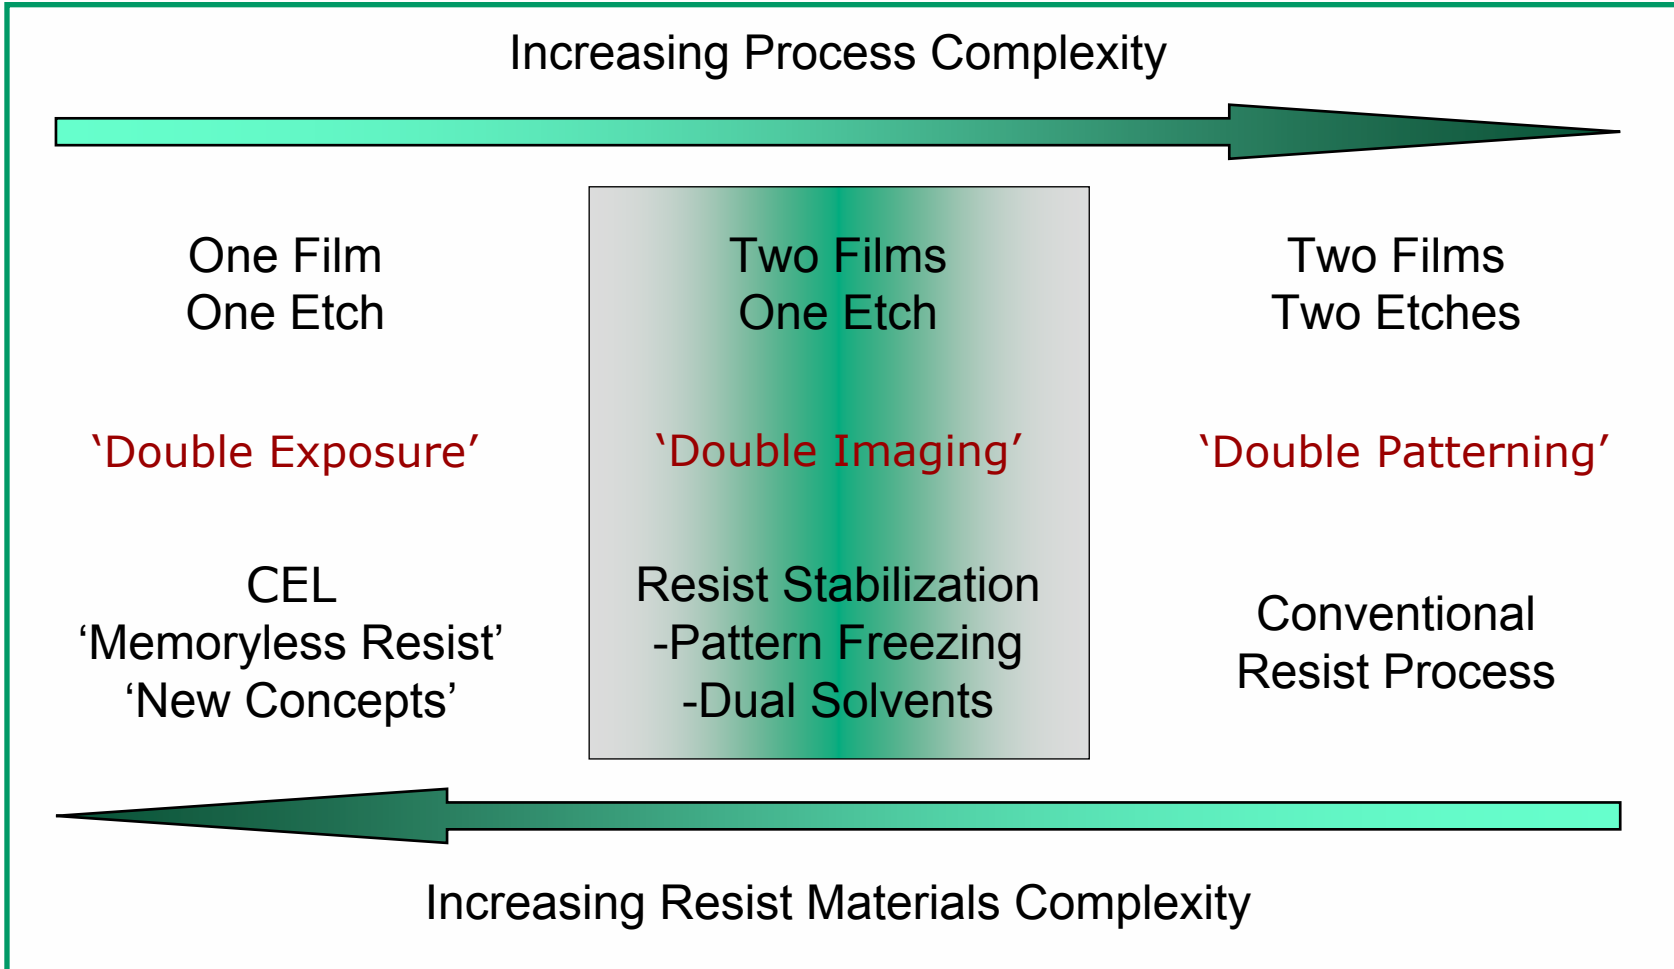 Increasing Process Complexity
One Film
One Etch
Two Films
One Etch
Two Films
Two Etches
‘Double Exposure’
‘Double Imaging’
‘Double Patterning’
CEL
‘Memoryless Resist’
‘New Concepts’
Resist Stabilization
-Pattern Freezing
-Dual Solvents
Conventional
Resist Process
Increasing Resist Materials Complexity